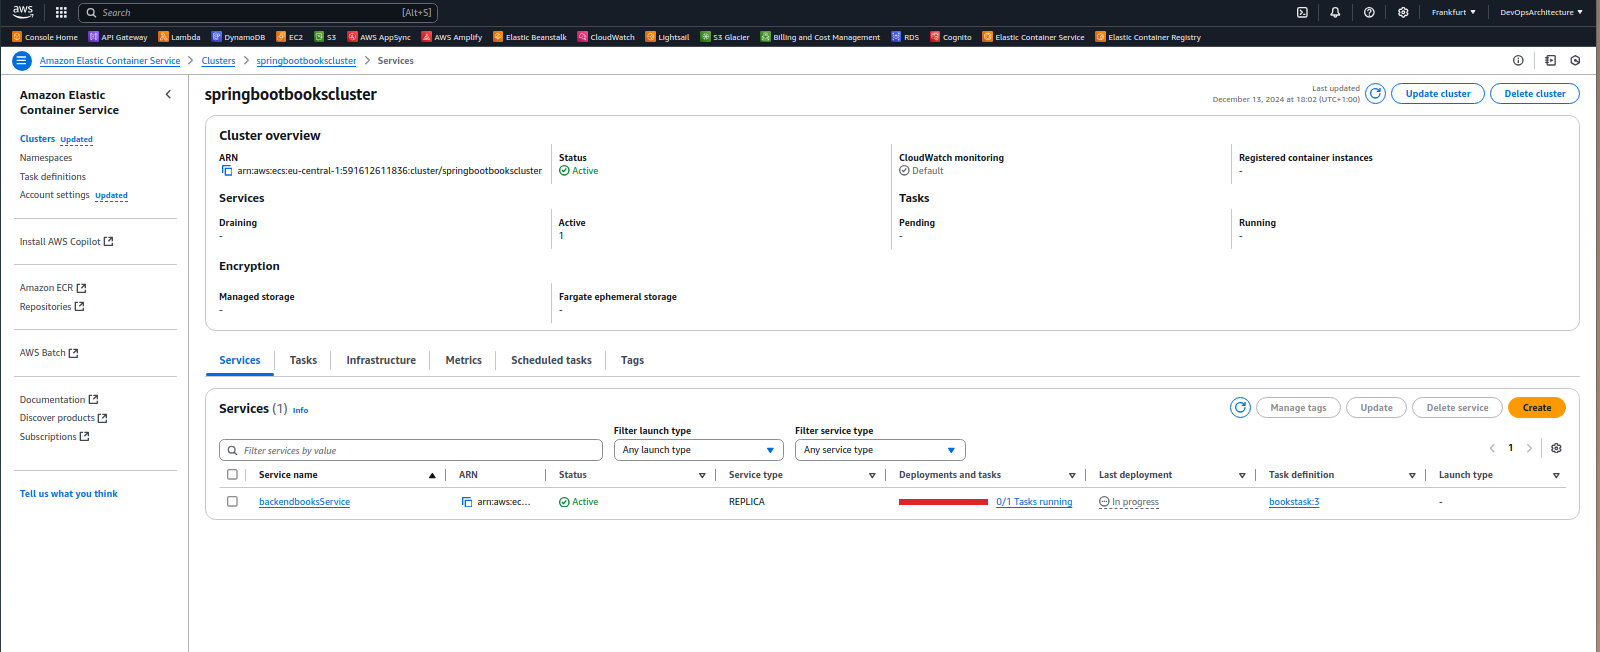 aws
Search [Alt+S]
Frankfurt ▼ DevOpsArchitecture ▼
Console Home API Gateway Lambda DynamoDB EC2 S3 AWS AppSync AWS Amplify Elastic Beanstalk CloudWatch Lightsail S3 Glacier Billing and Cost Management RDS Cognito Elastic Container Service Elastic Container Registry
Amazon Elastic Container Service > Clusters > springbootbookscluster > Services
Amazon Elastic
Container Service
Clusters Updated
Namespaces
Task definitions
Account settings Updated
Install AWS Copilot
Amazon ECR
Repositories
AWS Batch
Documentation
Discover products
Subscriptions
Tell us what you think
springbootbookscluster
Last updated
December 13, 2024 at 18:02 (UTC+1:00)
Update cluster Delete cluster
Cluster overview
ARN
arn:aws:ecs:eu-central-1:591612611836:cluster/springbootbookscluster
Status
Active
CloudWatch monitoring
Default
Registered container instances
-
Services
Draining
-
Active
1
Tasks
Pending
-
Running
-
Encryption
Managed storage
-
Fargate ephemeral storage
-
Services Tasks Infrastructure Metrics Scheduled tasks Tags
Services (1) Info
Manage tags Update Delete service Create
Filter launch type Filter service type
Filter services by value Any launch type Any service type
1
Service name ARN Status Service type Deployments and tasks Last deployment Task definition Launch type
backendbooksService arn:aws:ec... Active REPLICA 0/1 Tasks running In progress bookstask:3 -